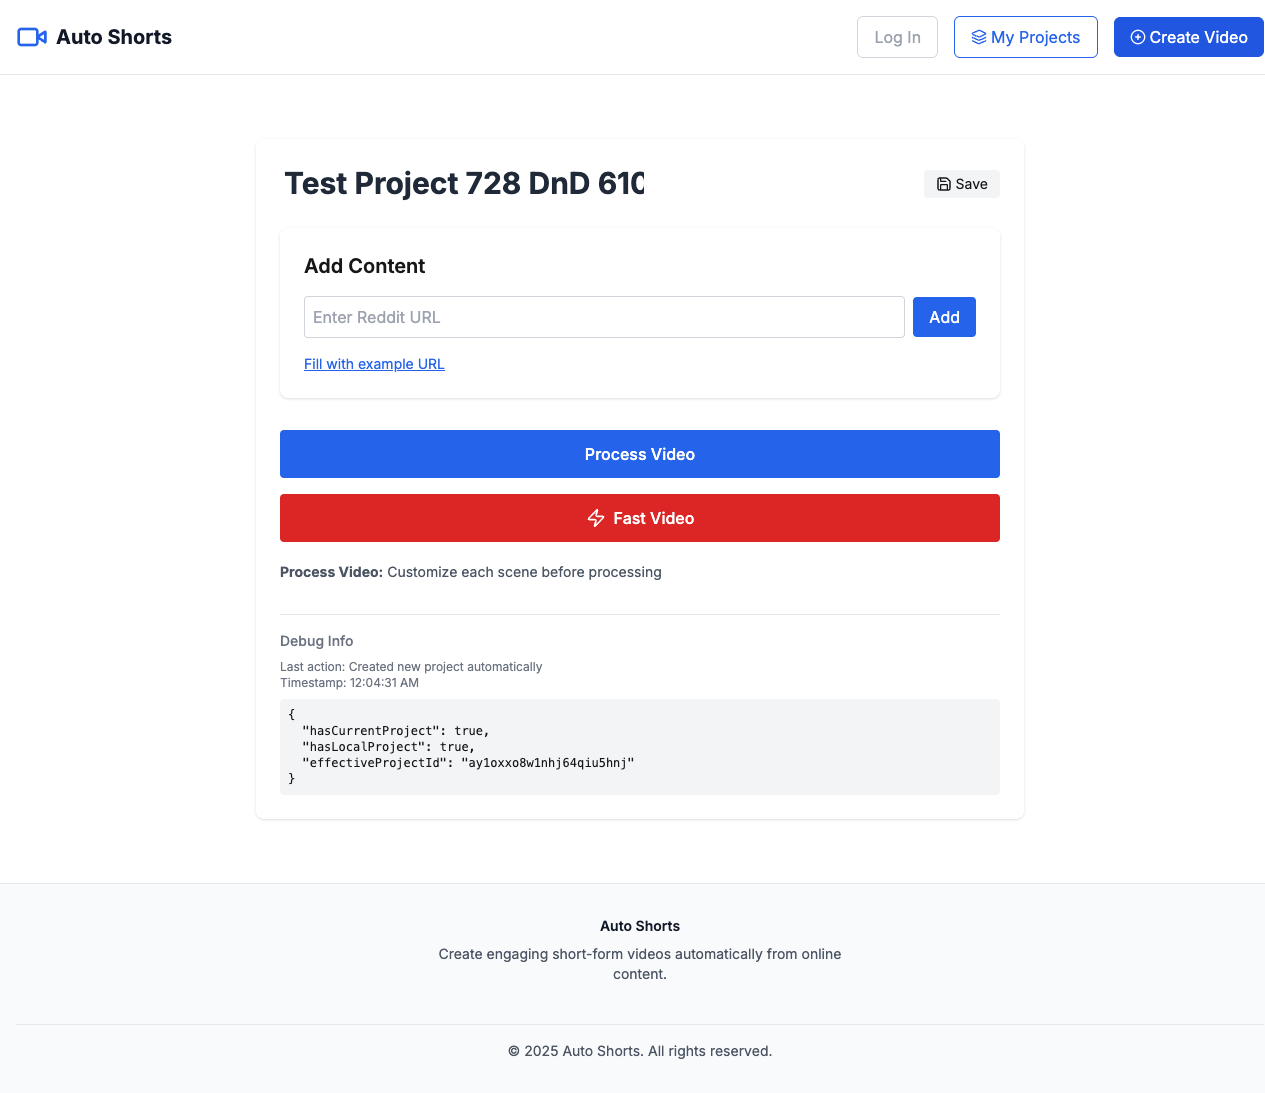 Auto Shorts
Log In
My Projects
Create Video
Test Project 728 DnD 610
Save
Add Content
Enter Reddit URL
Add
Fill with example URL
Process Video
Fast Video
Process Video: Customize each scene before processing
Debug Info
Last action: Created new project automatically
Timestamp: 12:04:31 AM
{
  "hasCurrentProject": true,
  "hasLocalProject": true,
  "effectiveProjectId": "ay1oxxo8w1nhj64qiu5hnj"
}
Auto Shorts
Create engaging short-form videos automatically from online
content.
© 2025 Auto Shorts. All rights reserved.